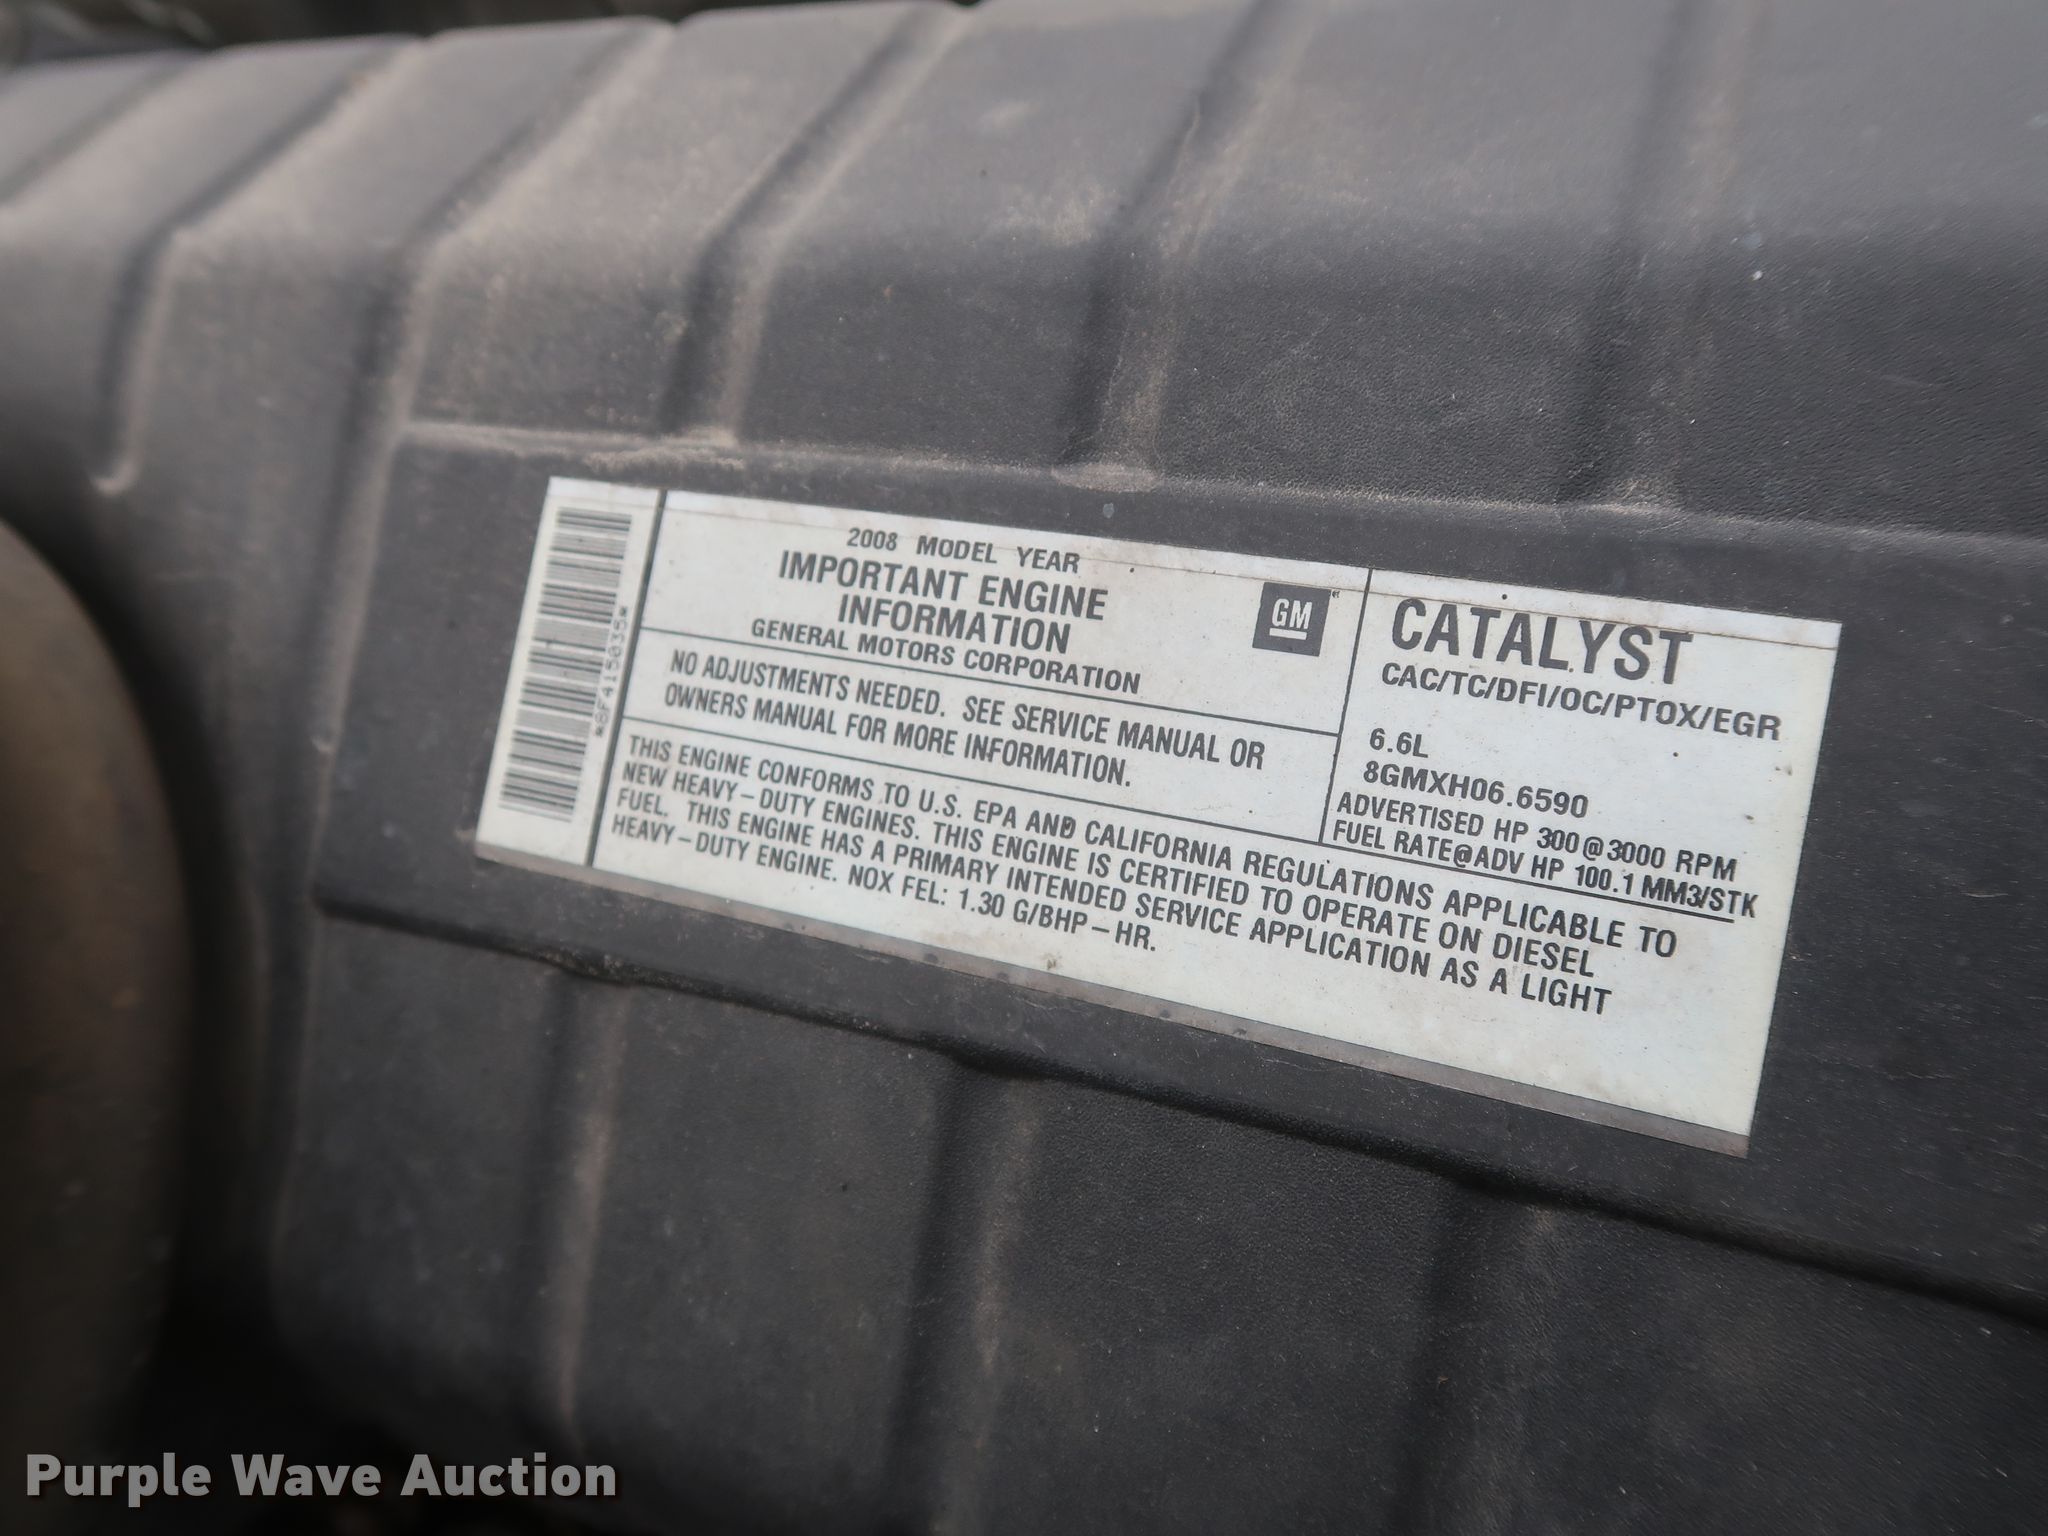 *8F415035*
2008 MODEL YEAR
IMPORTANT ENGINE
INFORMATION
GENERAL MOTORS CORPORATION
GM
NO ADJUSTMENTS NEEDED. SEE SERVICE MANUAL OR
OWNERS MANUAL FOR MORE INFORMATION.
CATALYST
CAC/TC/DFI/OC/PTOX/EGR
6.6L
8GMXH06.6590
ADVERTISED HP 300@3000 RPM
FUEL RATE@ADV HP 100.1 MM3/STK
THIS ENGINE CONFORMS TO U.S. EPA AND CALIFORNIA REGULATIONS APPLICABLE TO
NEW HEAVY-DUTY ENGINES. THIS ENGINE IS CERTIFIED TO OPERATE ON DIESEL
FUEL. THIS ENGINE HAS A PRIMARY INTENDED SERVICE APPLICATION AS A LIGHT
HEAVY-DUTY ENGINE. NOX FEL: 1.30 G/BHP-HR.
Purple Wave Auction